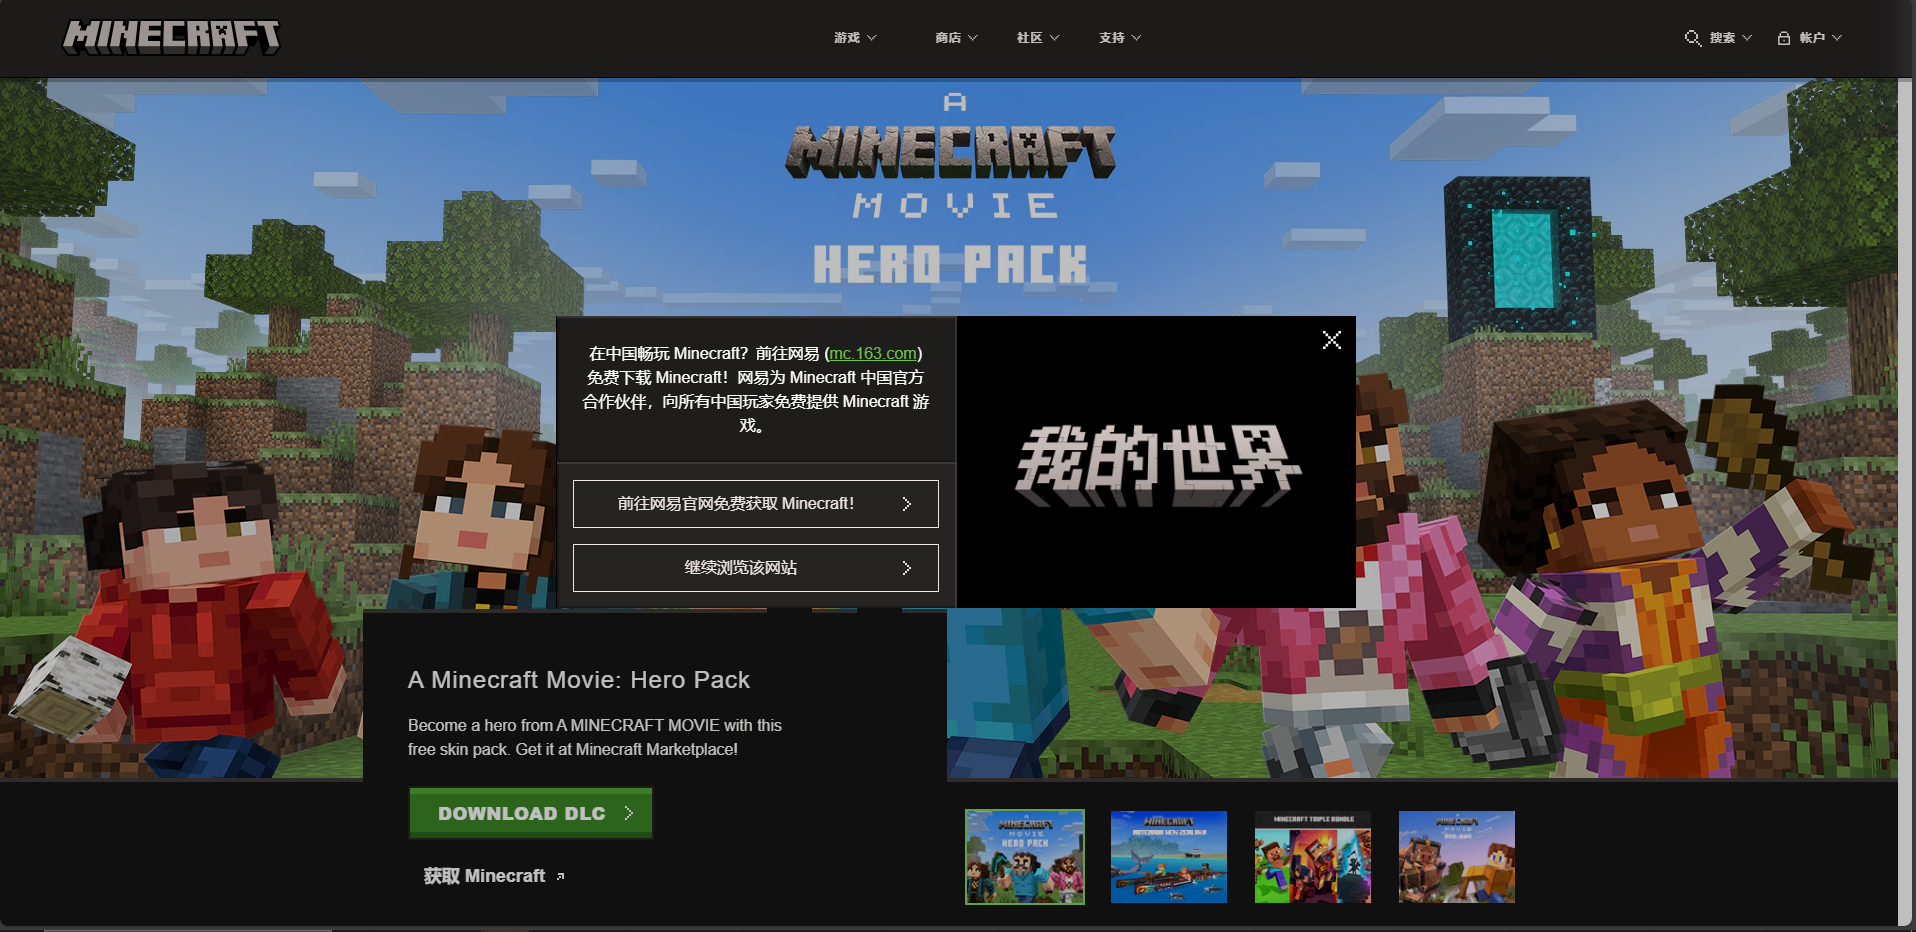 MINECRAFT
游戏
商店
社区
支持
搜索
帐户
A
MINECRAFT
MOVIE
HERO PACK
在中国畅玩 Minecraft？前往网易 (mc.163.com)
免费下载 Minecraft！网易为 Minecraft 中国官方
合作伙伴，向所有中国玩家免费提供 Minecraft 游
戏。
前往网易官网免费获取 Minecraft！
继续浏览该网站
我的世界
A Minecraft Movie: Hero Pack
Become a hero from A MINECRAFT MOVIE with this
free skin pack. Get it at Minecraft Marketplace!
DOWNLOAD DLC
获取 Minecraft
A
MINECRAFT
MOVIE
HERO PACK
MINECRAFT
MINECRAFT TRIPLE BUNDLE
MINECRAFT
MOVIE